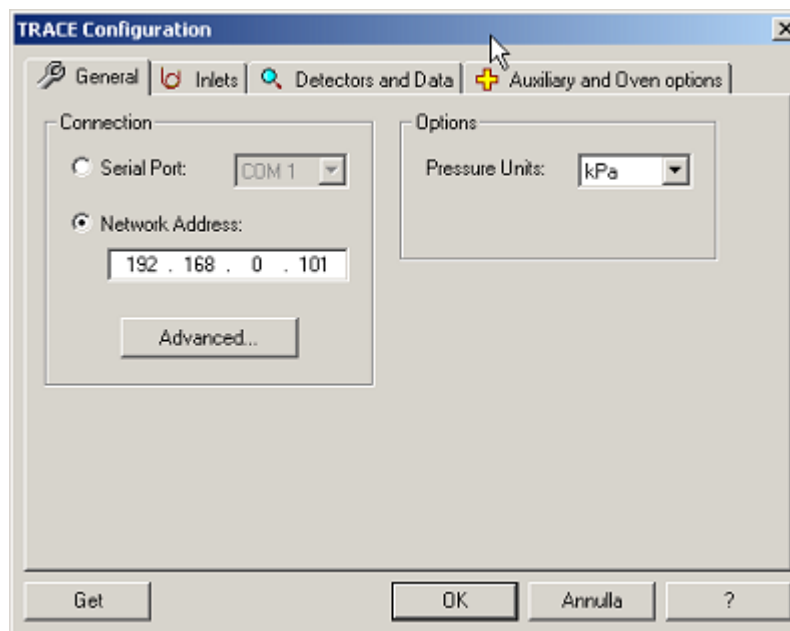 TRACE Configuration
General Inlets Detectors and Data Auxiliary and Oven options
Connection
Serial Port: COM 1
Network Address:
192 . 168 . 0 . 101
Advanced...
Options
Pressure Units: kPa
Get OK Annulla ?